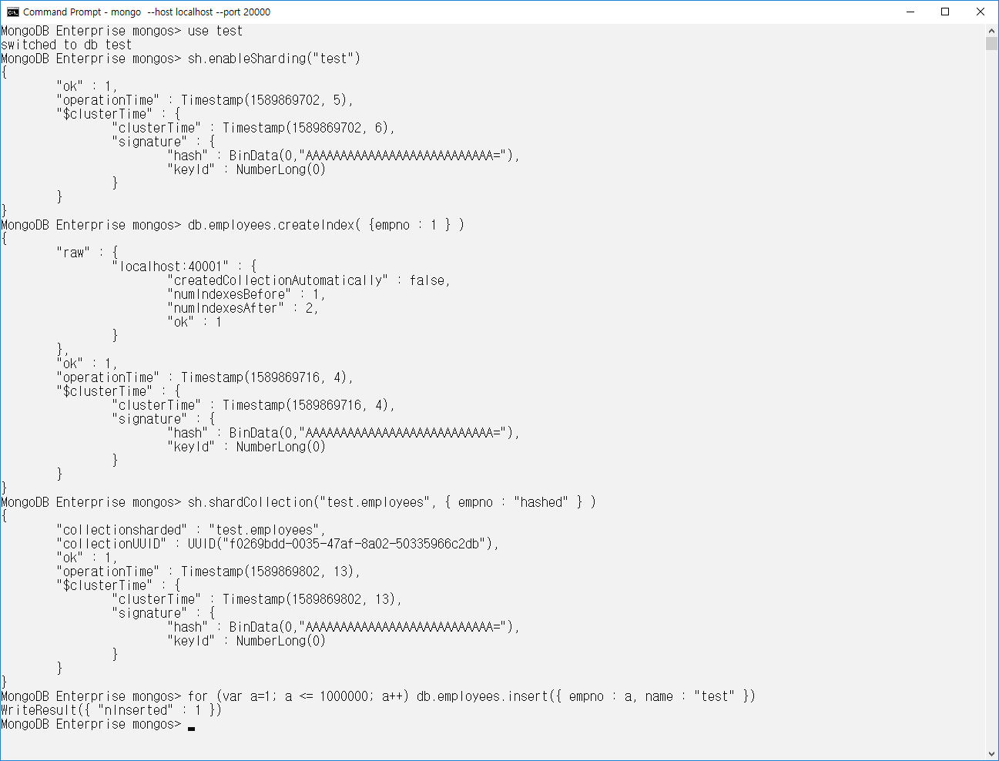 Command Prompt - mongo  --host localhost --port 20000
MongoDB Enterprise mongos> use test
switched to db test
MongoDB Enterprise mongos> sh.enableSharding("test")
{
        "ok" : 1,
        "operationTime" : Timestamp(1589869702, 5),
        "$clusterTime" : {
                "clusterTime" : Timestamp(1589869702, 6),
                "signature" : {
                        "hash" : BinData(0,"AAAAAAAAAAAAAAAAAAAAAAAAAAA="),
                        "keyId" : NumberLong(0)
                }
        }
}
MongoDB Enterprise mongos> db.employees.createIndex( {empno : 1 } )
{
        "raw" : {
                "localhost:40001" : {
                        "createdCollectionAutomatically" : false,
                        "numIndexesBefore" : 1,
                        "numIndexesAfter" : 2,
                        "ok" : 1
                }
        },
        "ok" : 1,
        "operationTime" : Timestamp(1589869716, 4),
        "$clusterTime" : {
                "clusterTime" : Timestamp(1589869716, 4),
                "signature" : {
                        "hash" : BinData(0,"AAAAAAAAAAAAAAAAAAAAAAAAAAA="),
                        "keyId" : NumberLong(0)
                }
        }
}
MongoDB Enterprise mongos> sh.shardCollection("test.employees", { empno : "hashed" } )
{
        "collectionsharded" : "test.employees",
        "collectionUUID" : UUID("f0269bdd-0035-47af-8a02-50335966c2db"),
        "ok" : 1,
        "operationTime" : Timestamp(1589869802, 13),
        "$clusterTime" : {
                "clusterTime" : Timestamp(1589869802, 13),
                "signature" : {
                        "hash" : BinData(0,"AAAAAAAAAAAAAAAAAAAAAAAAAAA="),
                        "keyId" : NumberLong(0)
                }
        }
}
MongoDB Enterprise mongos> for (var a=1; a <= 1000000; a++) db.employees.insert({ empno : a, name : "test" })
WriteResult({ "nInserted" : 1 })
MongoDB Enterprise mongos>